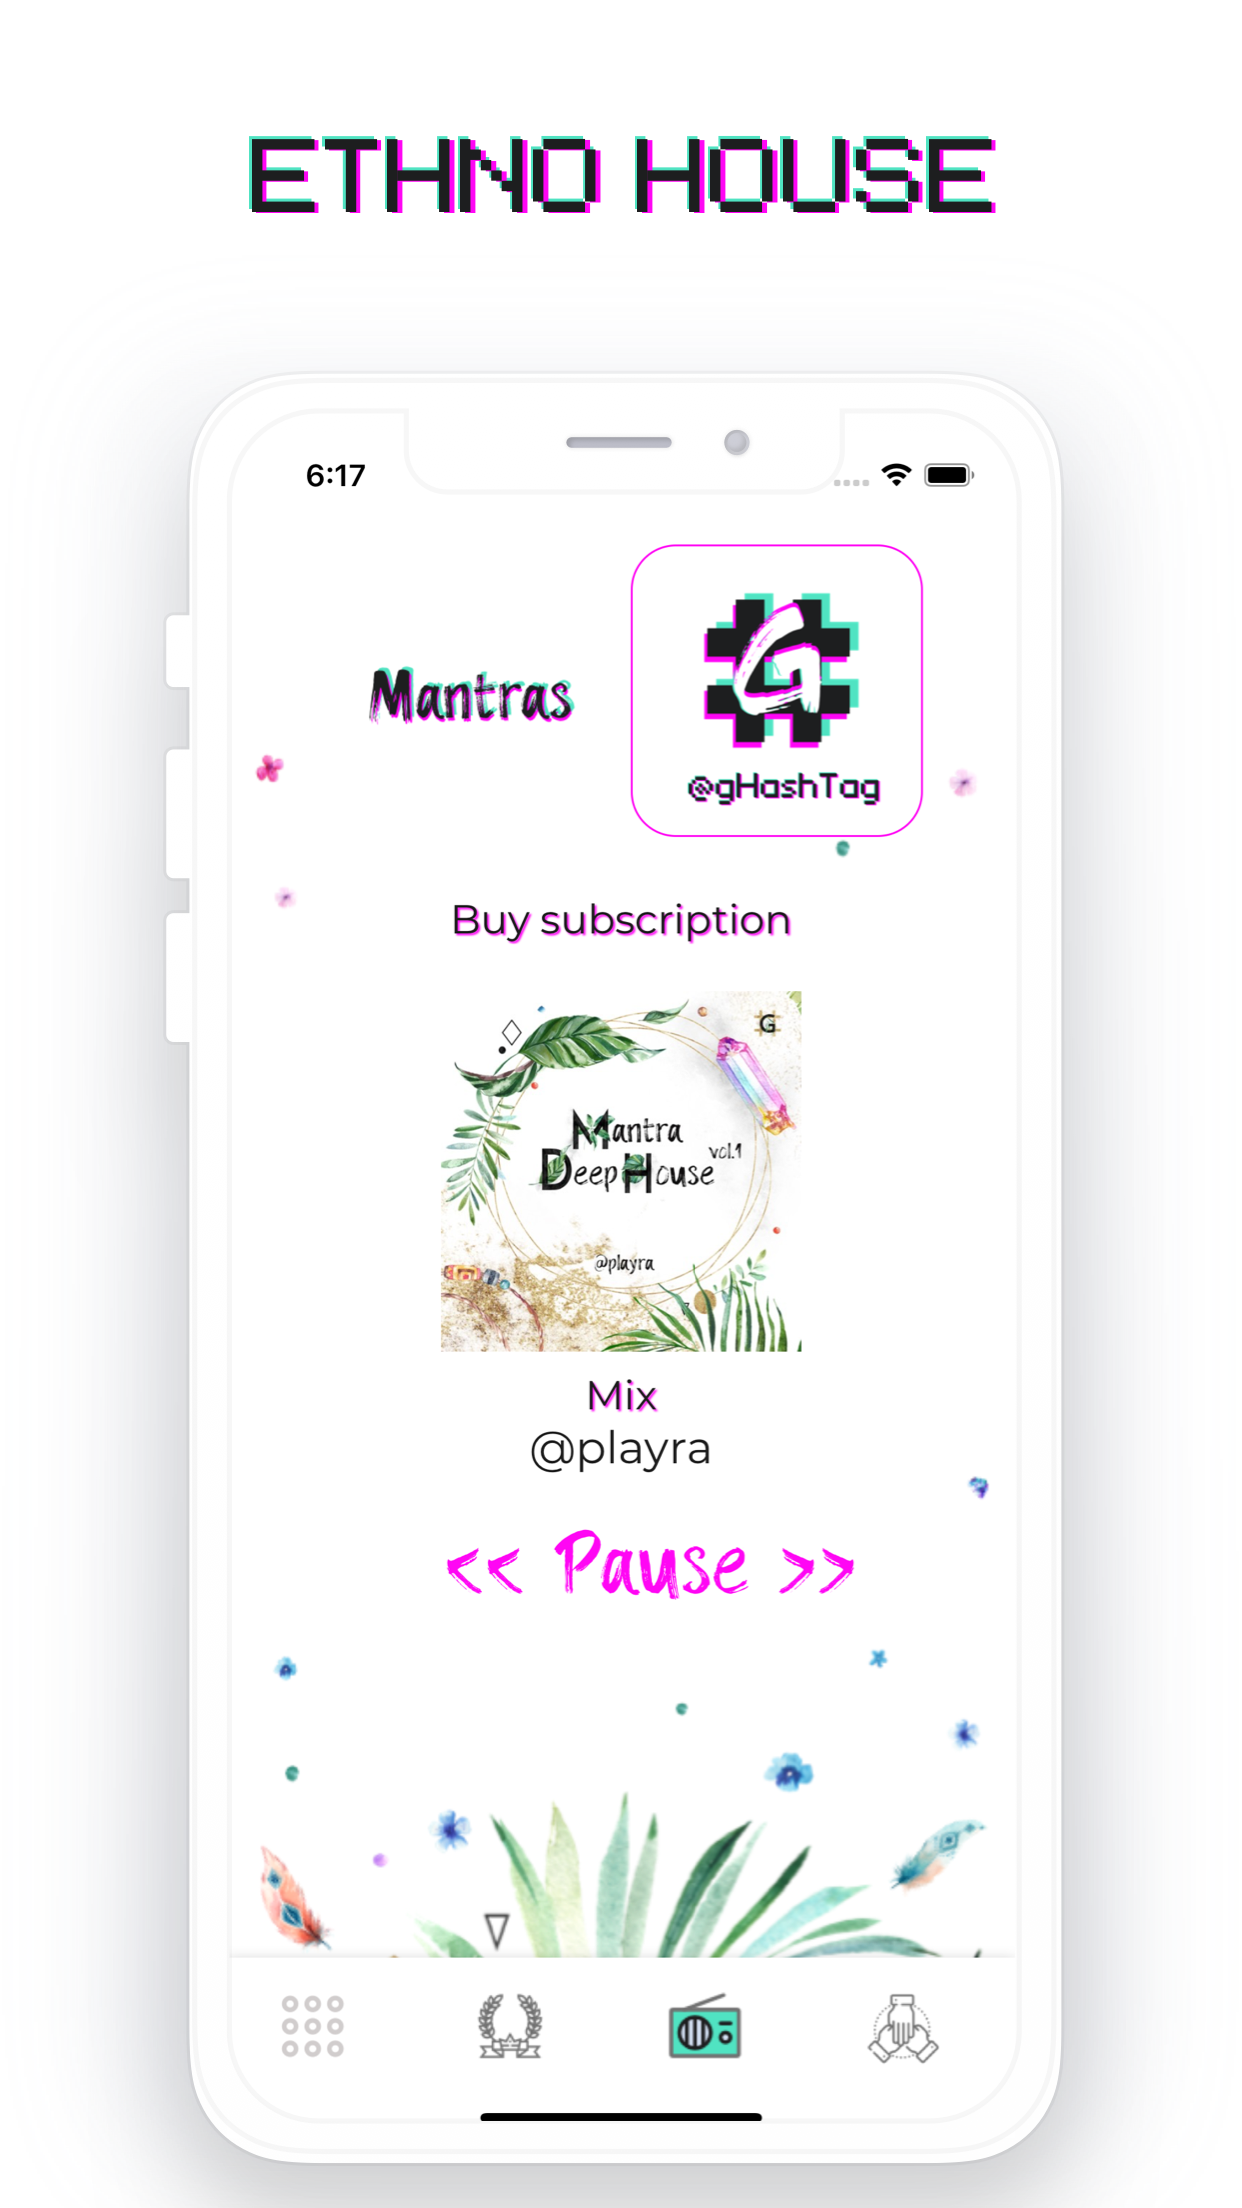 ETHNO HOUSE
6:17
Mantras
G
@gHashTag
Buy subscription
G
Mantra
Deep House vol.1
@playra
Mix
@playra
<< Pause >>